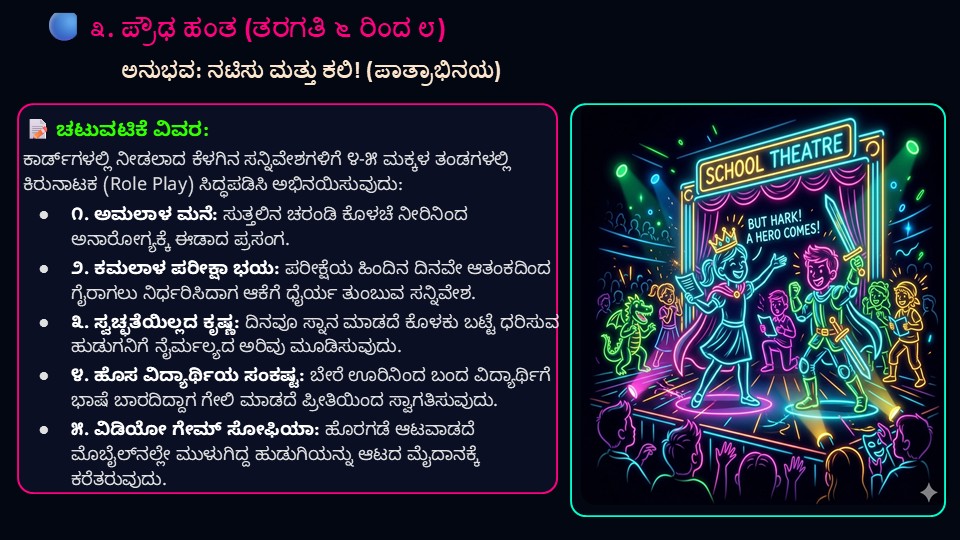 ೩. ಪ್ರೌಢ ಹಂತ (ತರಗತಿ ೬ ರಿಂದ ೮)
ಅನುಭವ: ನಟಿಸು ಮತ್ತು ಕಲಿ! (ಪಾತ್ರಾಭಿನಯ)
ಚಟುವಟಿಕೆ ವಿವರ:
ಕಾರ್ಡ್‌ಗಳಲ್ಲಿ ನೀಡಲಾದ ಕೆಳಗಿನ ಸನ್ನಿವೇಶಗಳಿಗೆ ೪-೫ ಮಕ್ಕಳ ತಂಡಗಳಲ್ಲಿ
ಕಿರುನಾಟಕ (Role Play) ಸಿದ್ಧಪಡಿಸಿ ಅಭಿನಯಿಸುವುದು:
● ೧. ಅಮಲಾಳ ಮನೆ: ಸುತ್ತಲಿನ ಚರಂಡಿ ಕೊಳಚೆ ನೀರಿನಿಂದ
ಅನಾರೋಗ್ಯಕ್ಕೆ ಈಡಾದ ಪ್ರಸಂಗ.
● ೨. ಕಮಲಾಳ ಪರೀಕ್ಷಾ ಭಯ: ಪರೀಕ್ಷೆಯ ಹಿಂದಿನ ದಿನವೇ ಆತಂಕದಿಂದ
ಗೈರಾಗಲು ನಿರ್ಧರಿಸಿದಾಗ ಆಕೆಗೆ ಧೈರ್ಯ ತುಂಬುವ ಸನ್ನಿವೇಶ.
● ೩. ಸ್ವಚ್ಛತೆಯಿಲ್ಲದ ಕೃಷ್ಣ: ದಿನವೂ ಸ್ನಾನ ಮಾಡದೆ ಕೊಳಕು ಬಟ್ಟೆ ಧರಿಸುವ
ಹುಡುಗನಿಗೆ ನೈರ್ಮಲ್ಯದ ಅರಿವು ಮೂಡಿಸುವುದು.
● ೪. ಹೊಸ ವಿದ್ಯಾರ್ಥಿಯ ಸಂಕಷ್ಟ: ಬೇರೆ ಊರಿನಿಂದ ಬಂದ ವಿದ್ಯಾರ್ಥಿಗೆ
ಭಾಷೆ ಬಾರದಿದ್ದಾಗ ಗೇಲಿ ಮಾಡದೆ ಪ್ರೀತಿಯಿಂದ ಸ್ವಾಗತಿಸುವುದು.
● ೫. ವಿಡಿಯೋ ಗೇಮ್ ಸೋಫಿಯಾ: ಹೊರಗಡೆ ಆಟವಾಡದೆ
ಮೊಬೈಲ್‌ನಲ್ಲೇ ಮುಳುಗಿದ್ದ ಹುಡುಗಿಯನ್ನು ಆಟದ ಮೈದಾನಕ್ಕೆ
ಕರೆತರುವುದು.
SCHOOL THEATRE
BUT HARK!
A HERO COMES!